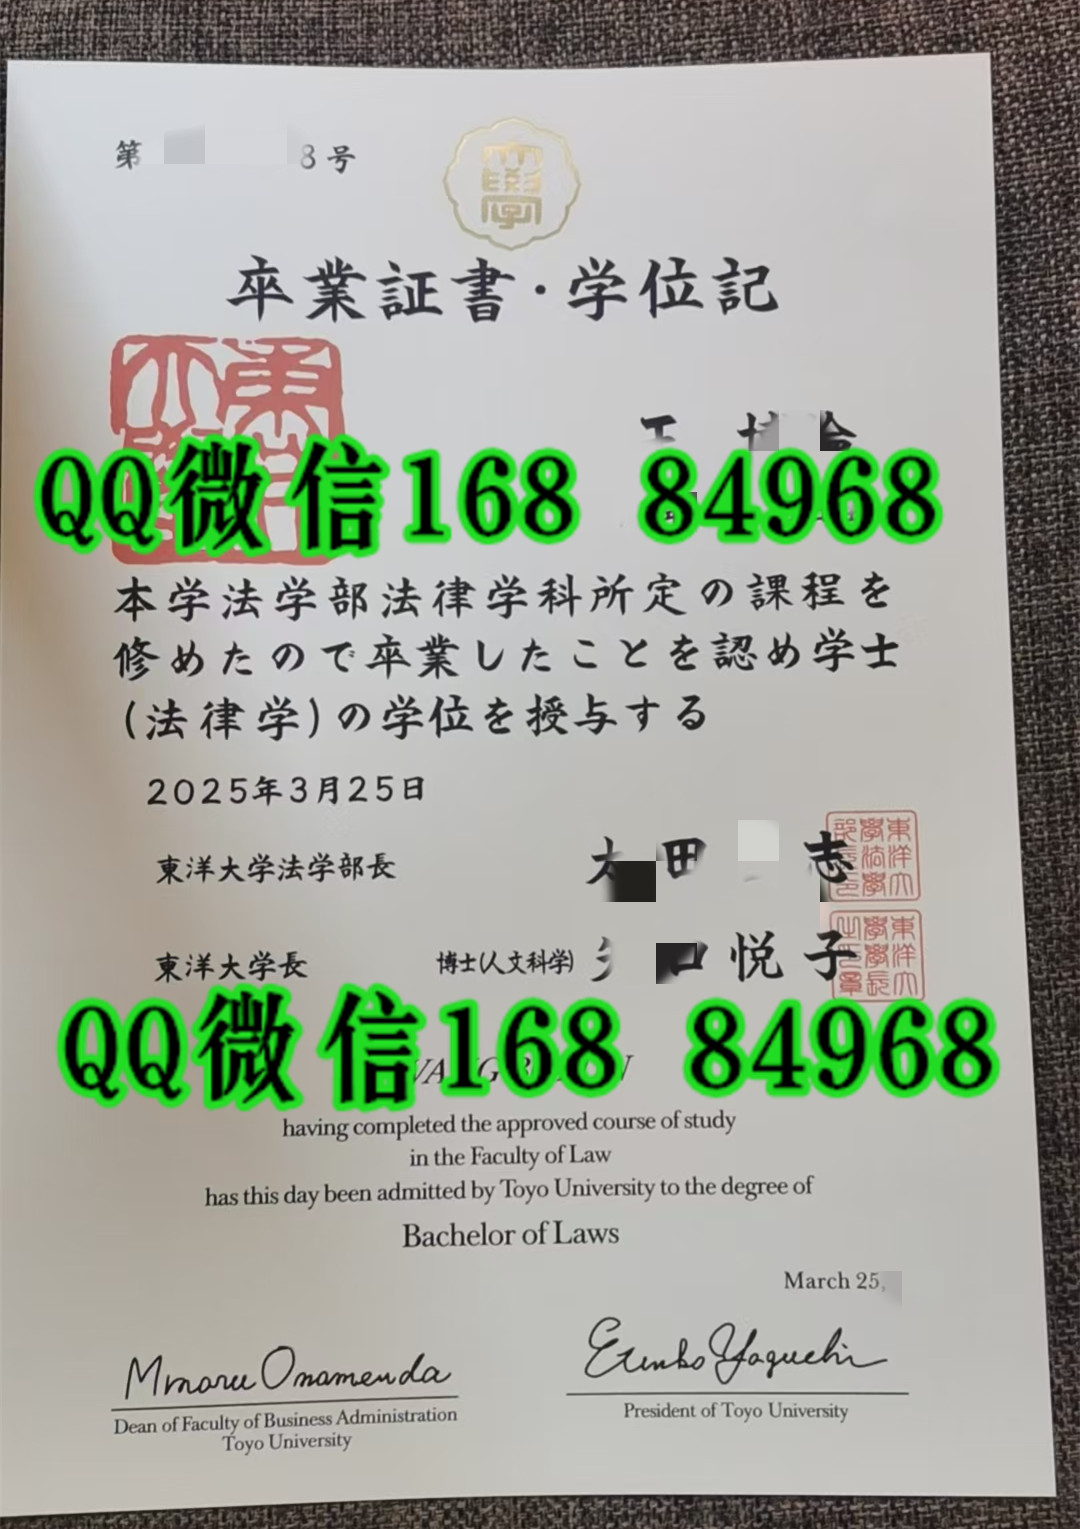 第 8号
卒業証書·学位記
QQ微信168 84968
本学法学部法律学科所定の課程を
修めたので卒業したことを認め学士
(法律学)の学位を授与する
2025年3月25日
東洋大学法学部長 田 志
東洋大学長 博士(人文科学) 悦子
QQ微信168 84968
having completed the approved course of study
in the Faculty of Law
has this day been admitted by Toyo University to the degree of
Bachelor of Laws
March 25,
Dean of Faculty of Business Administration
Toyo University
President of Toyo University